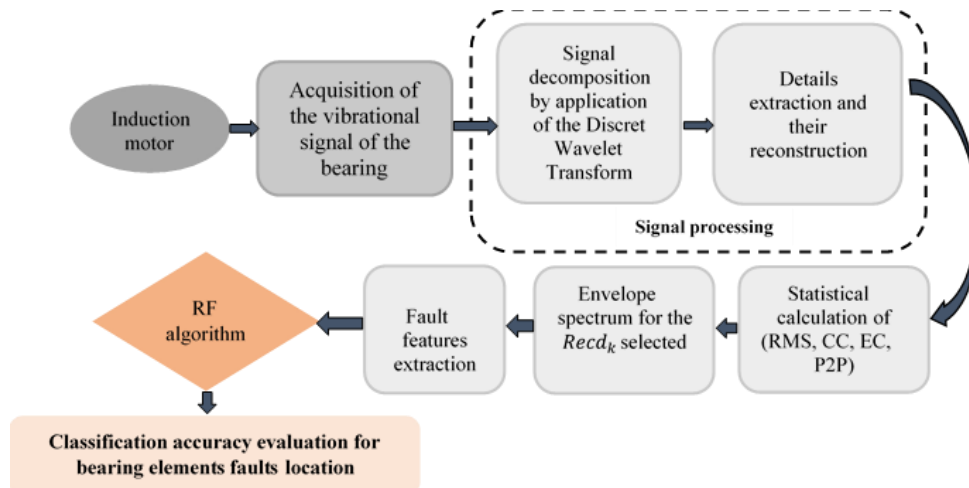 Induction
motor
Acquisition of
the vibrational
signal of the
bearing
Signal
decomposition
by application
of the Discret
Wavelet
Transform
Details
extraction and
their
reconstruction
Signal processing
Statistical
calculation of
(RMS, CC, EC,
P2P)
Envelope
spectrum for the
Recdₖ selected
Fault
features
extraction
RF
algorithm
Classification accuracy evaluation for
bearing elements faults location